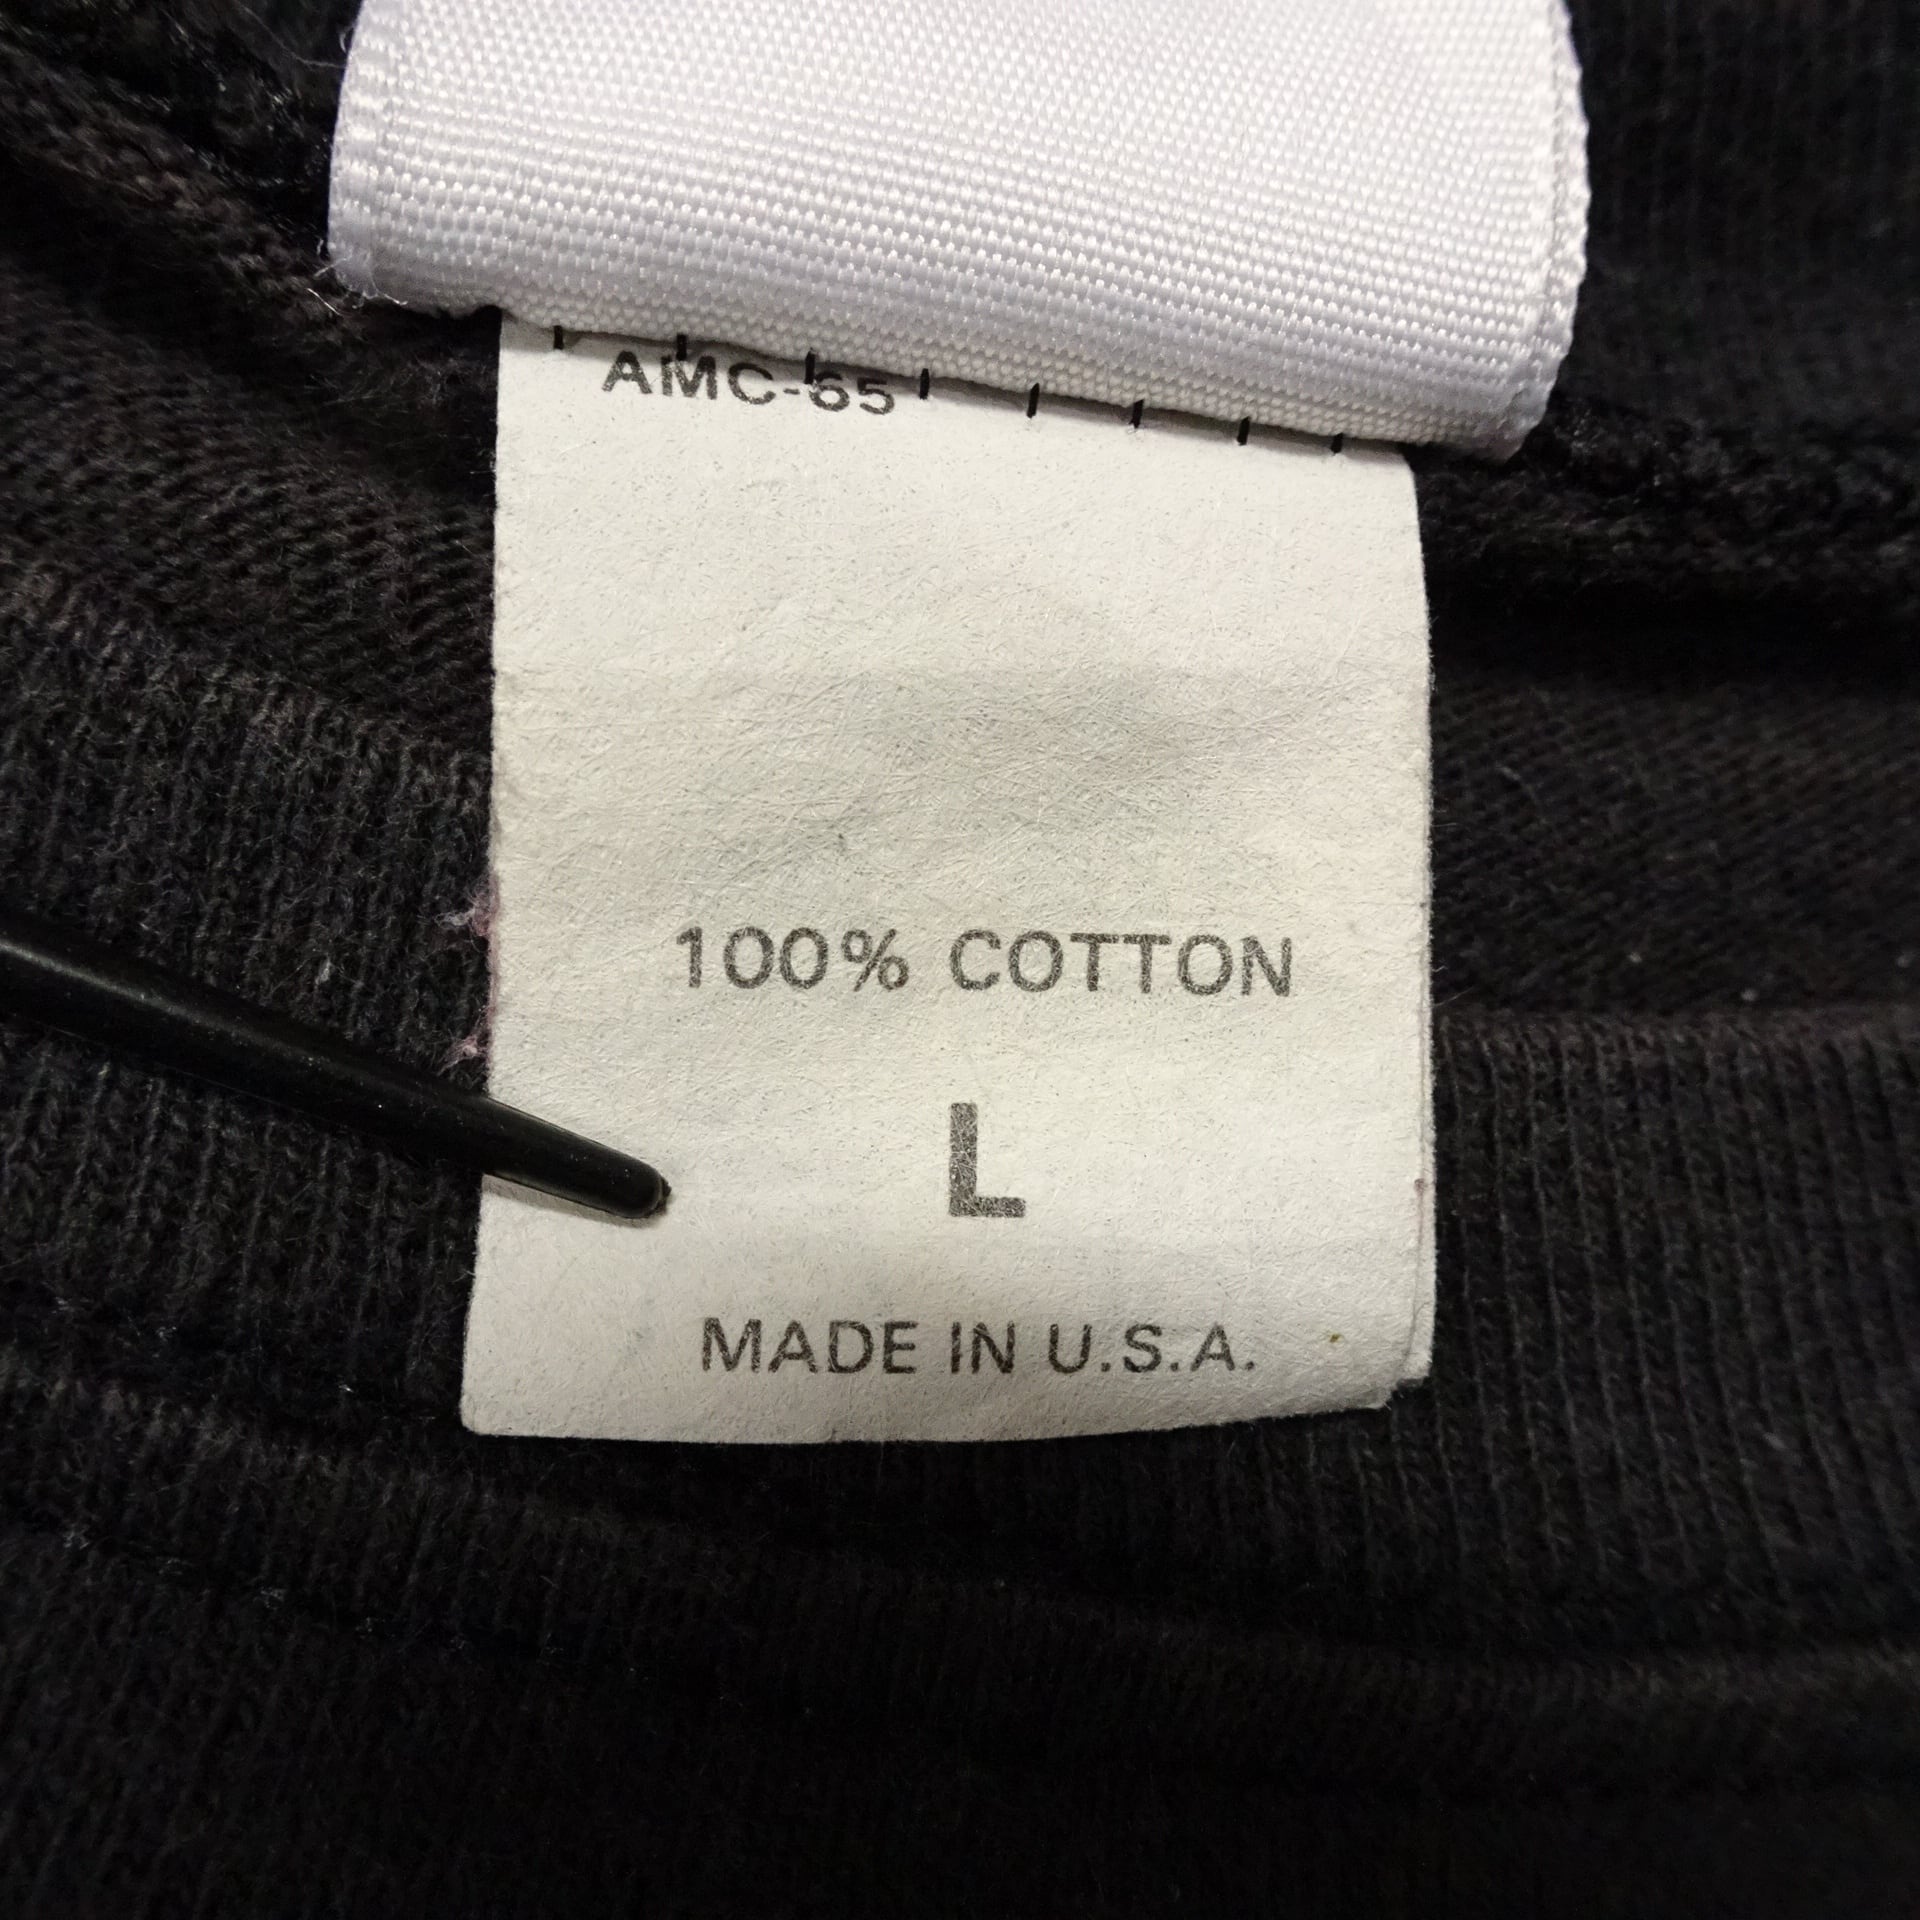 AMC-65
100% COTTON
L
MADE IN U.S.A.